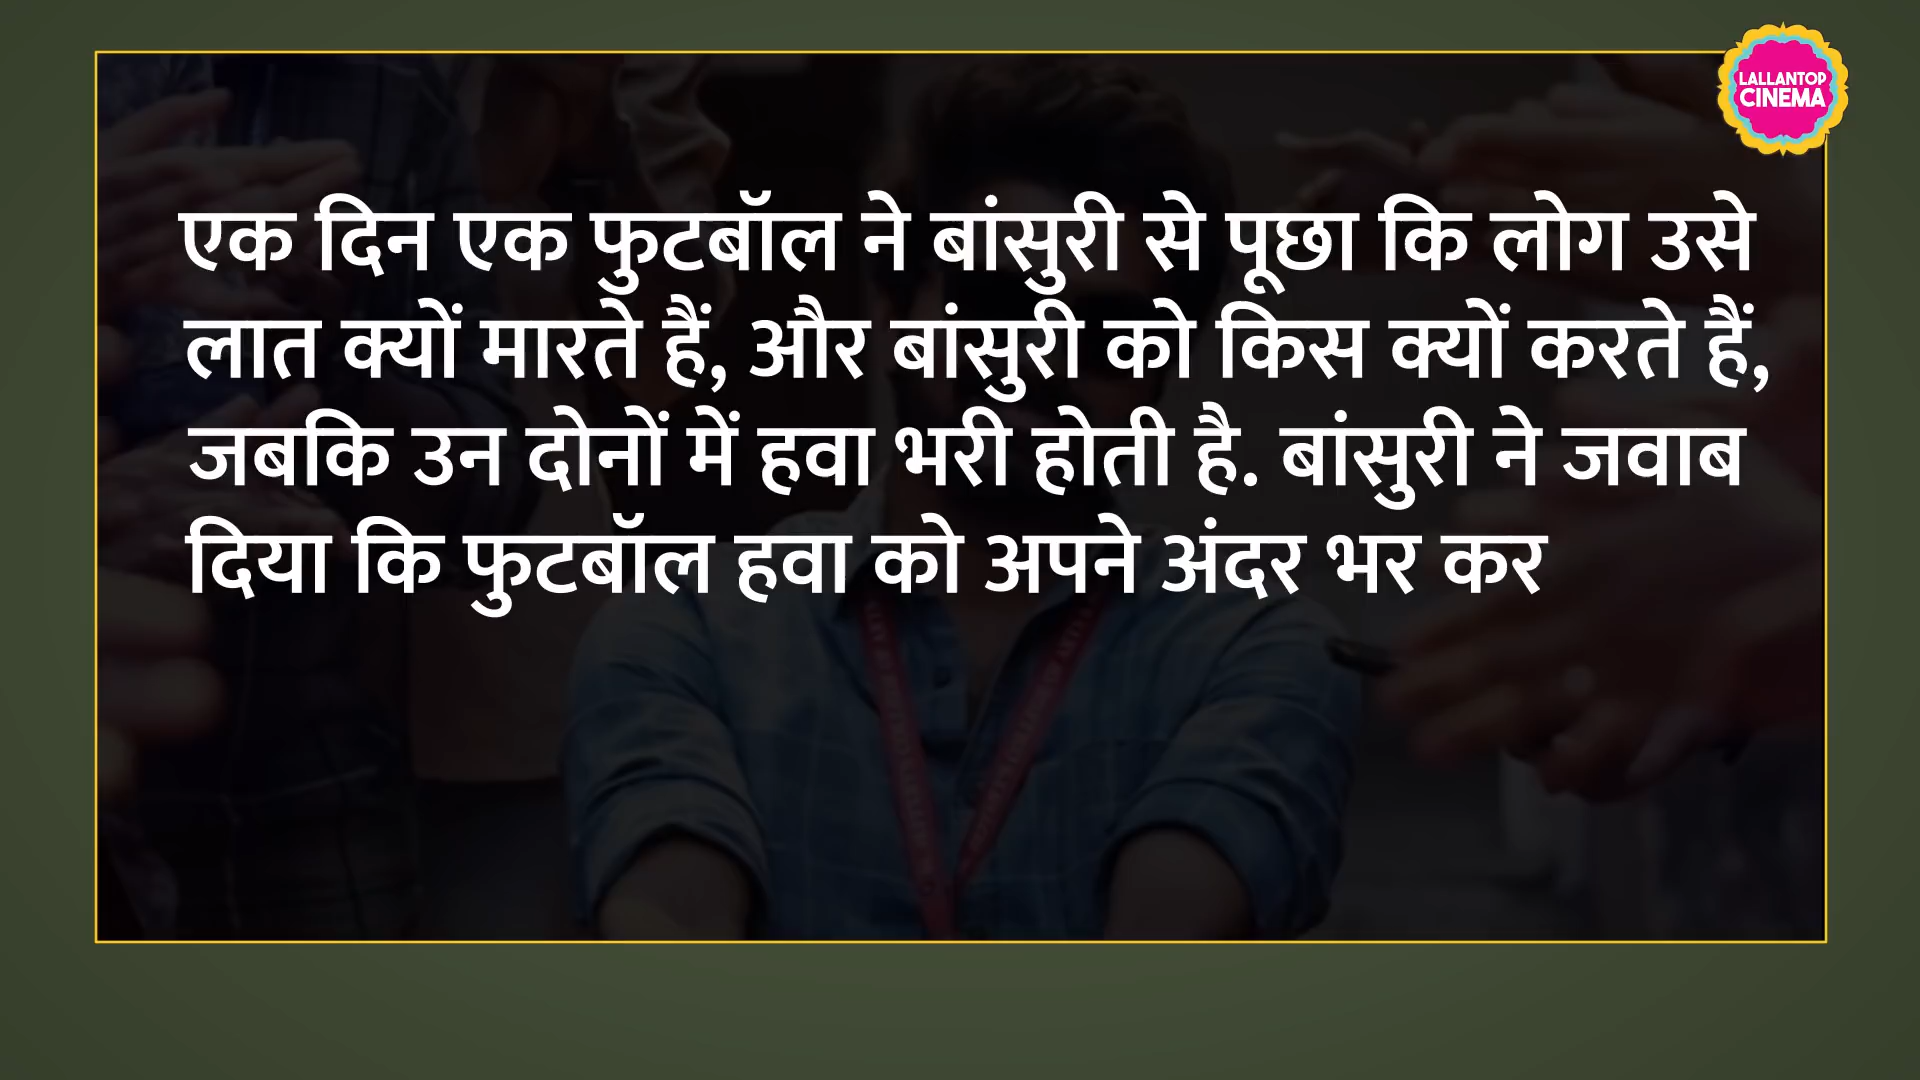 LALLANTOP
CINEMA
एक दिन एक फुटबॉल ने बांसुरी से पूछा कि लोग उसे
लात क्यों मारते हैं, और बांसुरी को किस क्यों करते हैं,
जबकि उन दोनों में हवा भरी होती है. बांसुरी ने जवाब
दिया कि फुटबॉल हवा को अपने अंदर भर कर